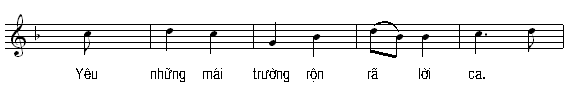 Yêu những mái trường rộn rã lời ca.